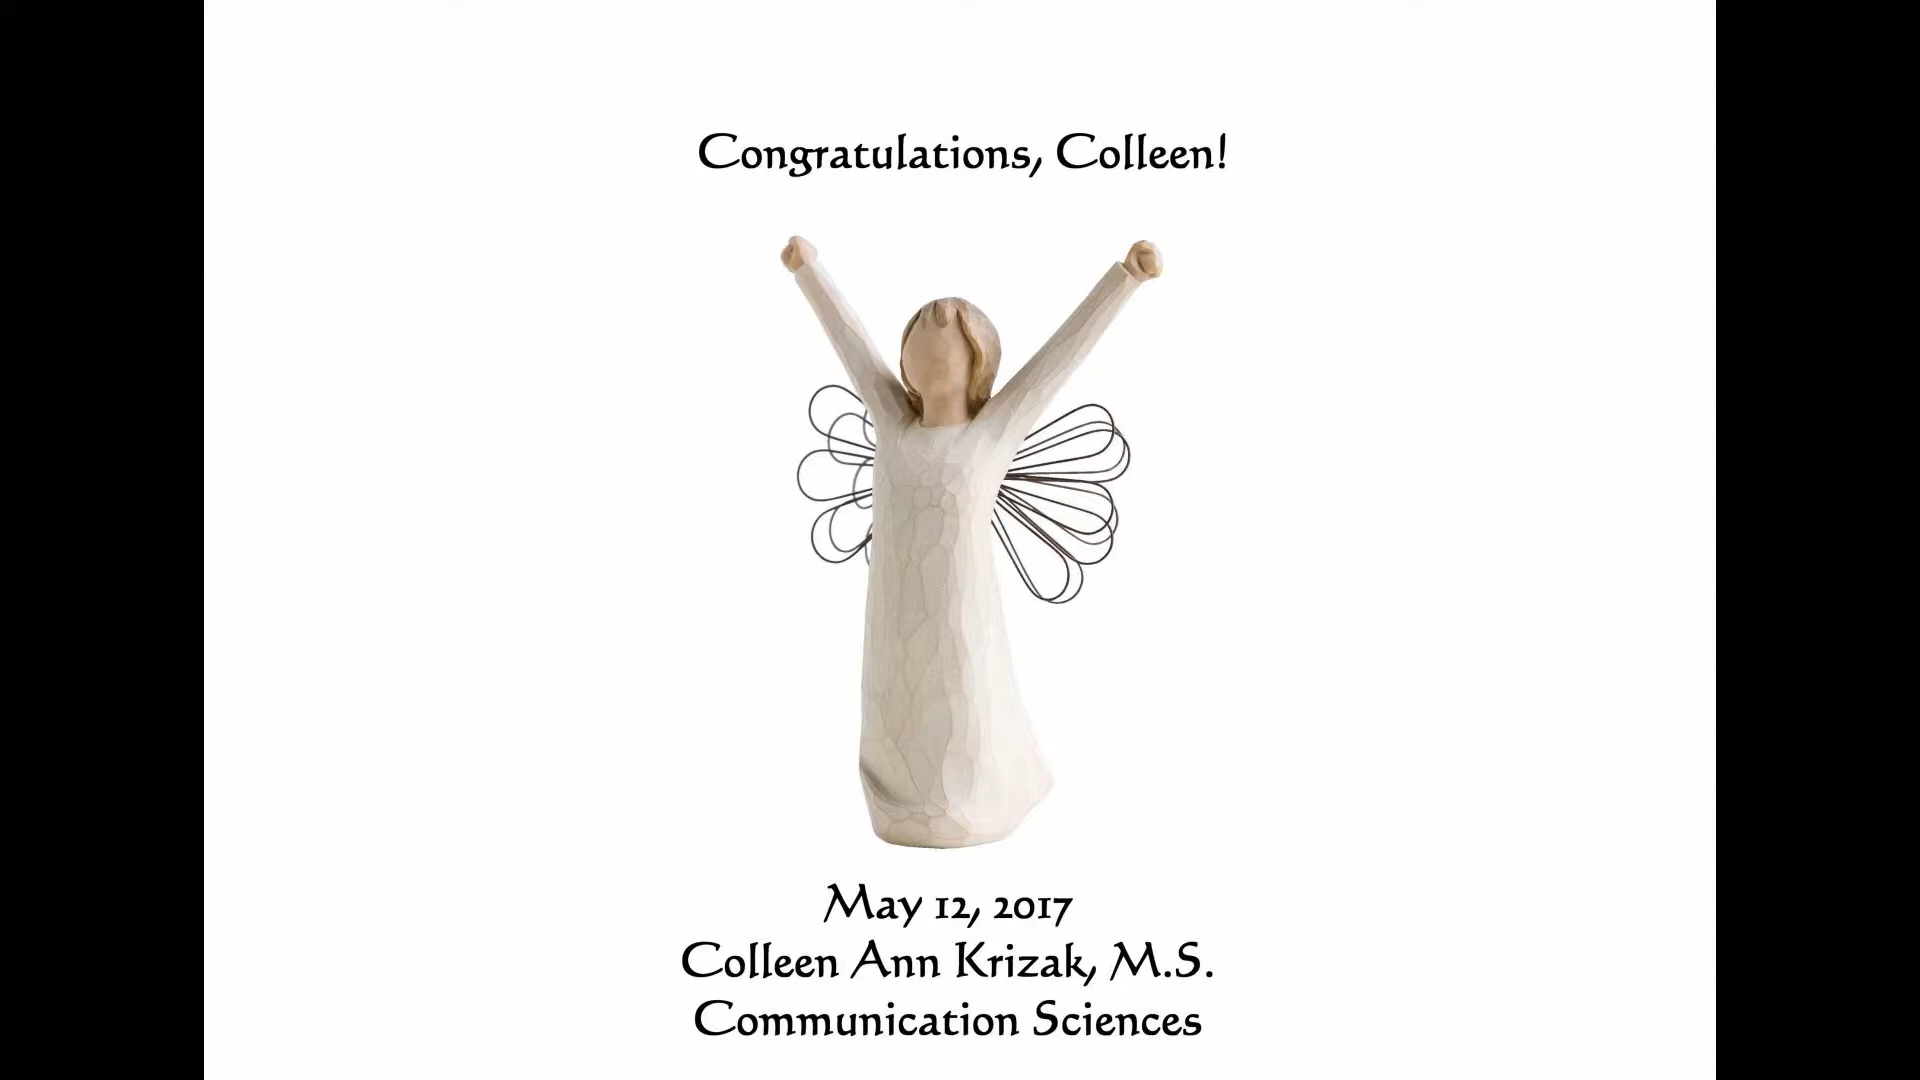 Congratulations, Colleen!
May 12, 2017
Colleen Ann Krizak, M.S.
Communication Sciences